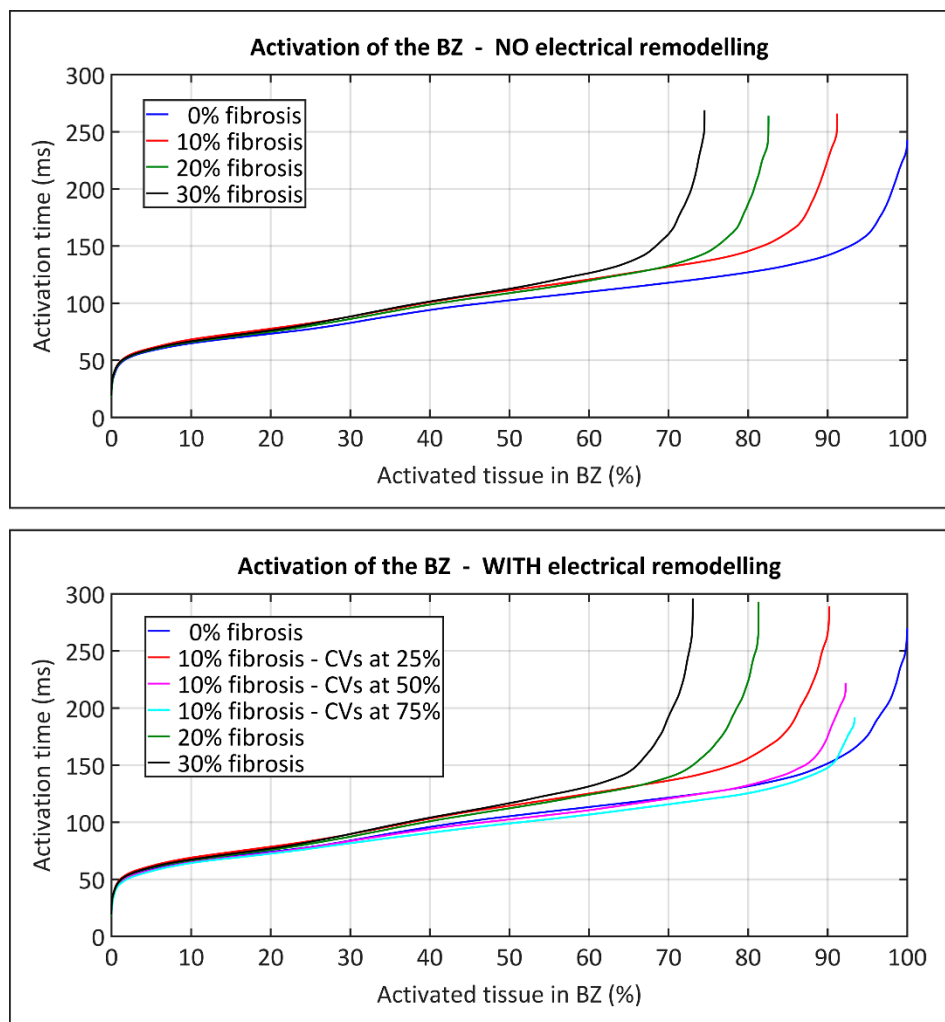 Activation of the BZ - NO electrical remodelling
300
250
200
150
100
50
0
Activation time (ms)
0% fibrosis
10% fibrosis
20% fibrosis
30% fibrosis
0 10 20 30 40 50 60 70 80 90 100
Activated tissue in BZ (%)
Activation of the BZ - WITH electrical remodelling
300
250
200
150
100
50
0
Activation time (ms)
0% fibrosis
10% fibrosis - CVs at 25%
10% fibrosis - CVs at 50%
10% fibrosis - CVs at 75%
20% fibrosis
30% fibrosis
0 10 20 30 40 50 60 70 80 90 100
Activated tissue in BZ (%)